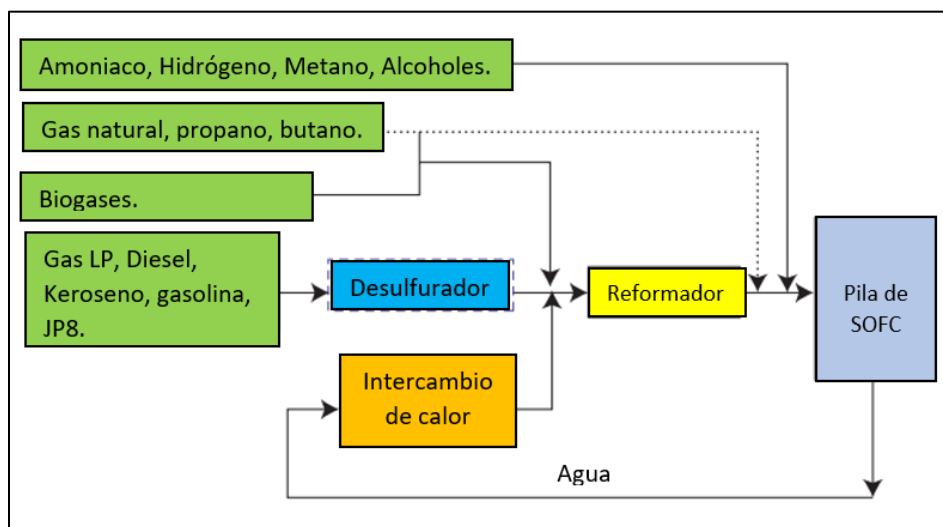 Amoniaco, Hidrógeno, Metano, Alcoholes.
Gas natural, propano, butano.
Biogases.
Gas LP, Diesel,
Keroseno, gasolina,
JP8.
Desulfurador
Reformador
Pila de
SOFC
Intercambio
de calor
Agua